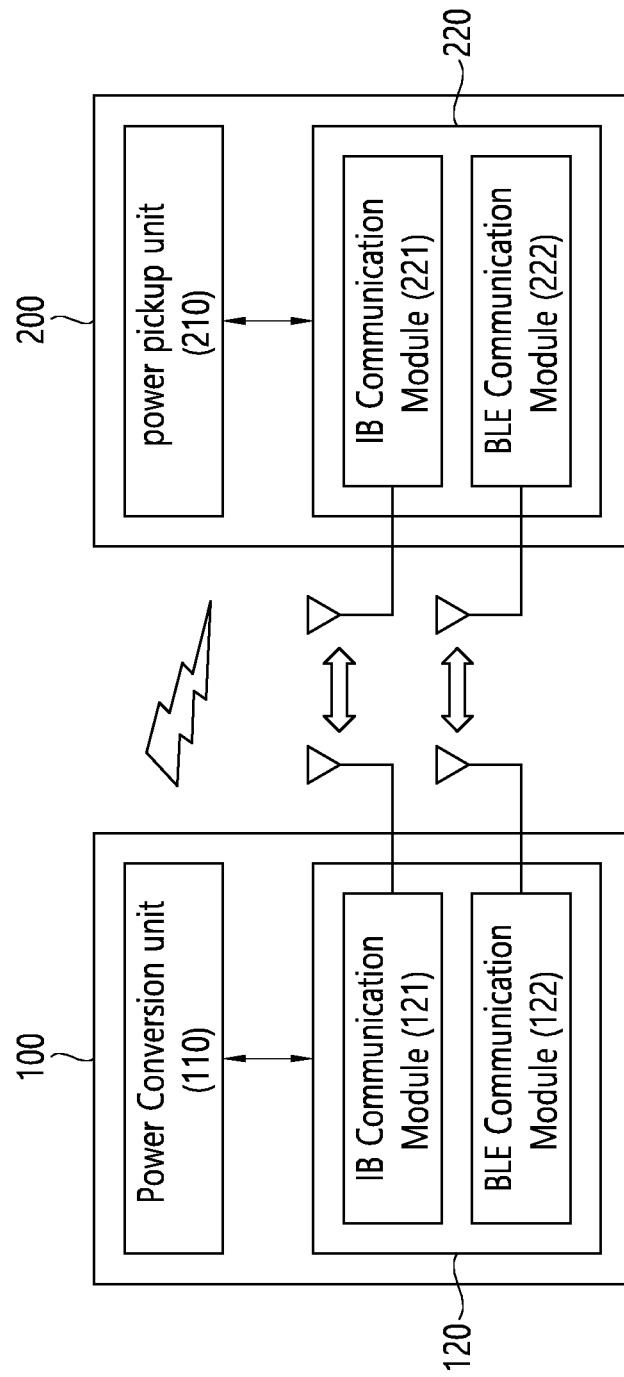 100
Power Conversion unit
(110)
IB Communication
Module (121)
BLE Communication
Module (122)
120
200
power pickup unit
(210)
IB Communication
Module (221)
BLE Communication
Module (222)
220